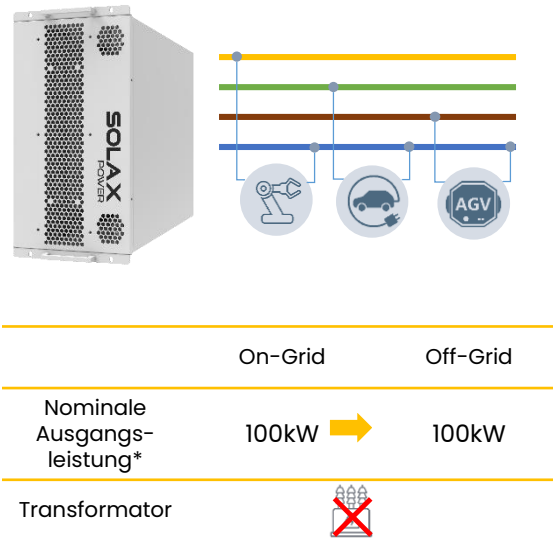 SOLAX
POWER
AGV
On-Grid
Off-Grid
Nominale
Ausgangs-
leistung*
100kW
100kW
Transformator